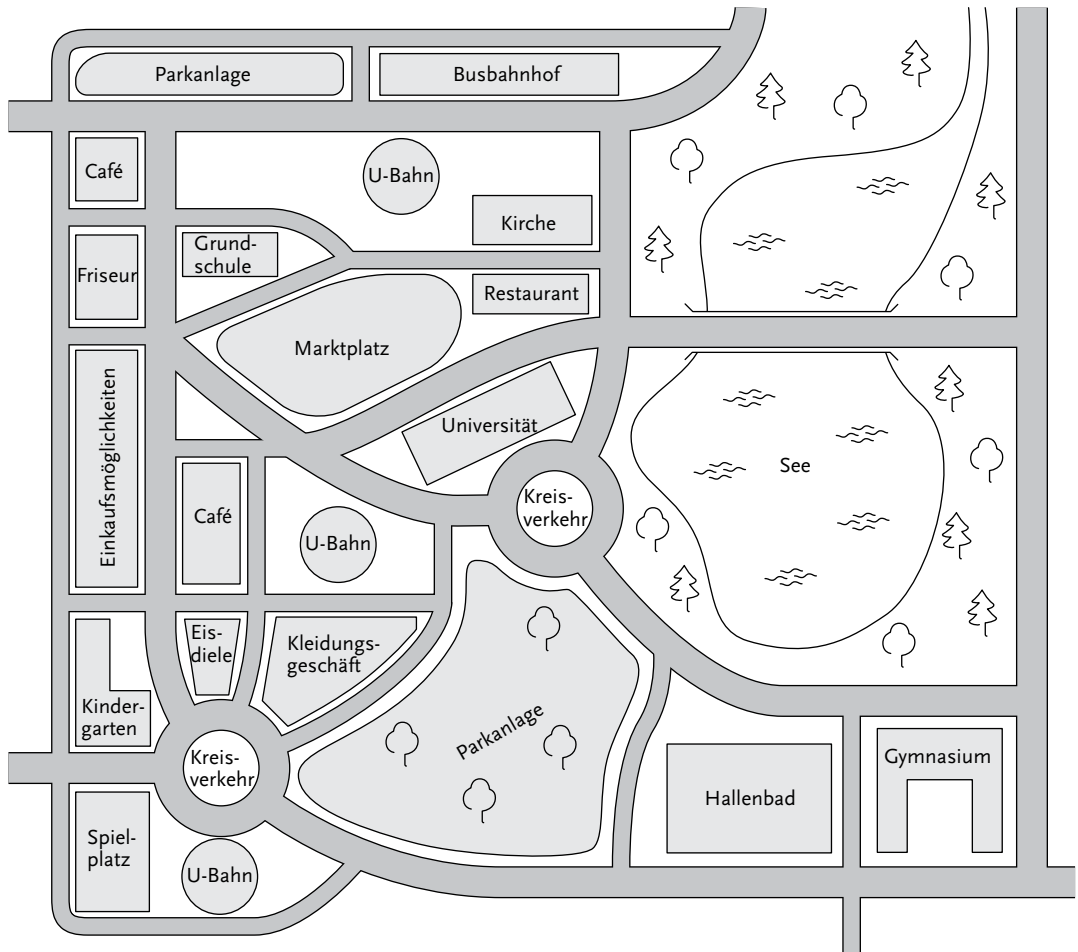 Parkanlage
Busbahnhof
Café
U-Bahn
Kirche
Grund-
schule
Friseur
Restaurant
Marktplatz
Einkaufsmöglichkeiten
Universität
See
Café
Kreis-
verkehr
U-Bahn
Eis-
diele
Kleidungs-
geschäft
Kinder-
garten
Parkanlage
Kreis-
verkehr
Gymnasium
Hallenbad
Spiel-
platz
U-Bahn